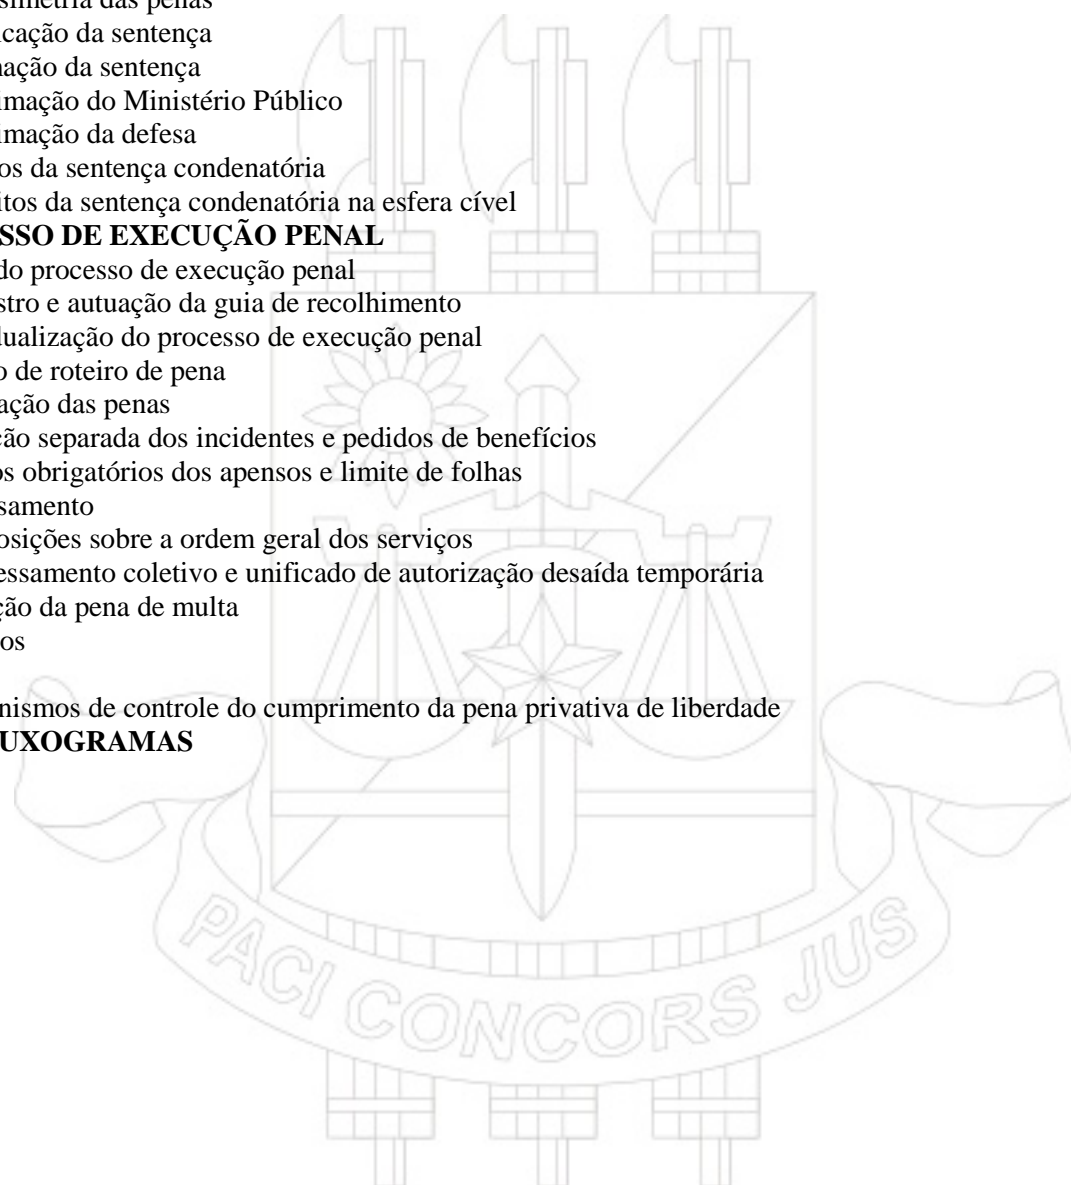 simetria das penas
icação da sentença
nação da sentença
imação do Ministério Público
imação da defesa
os da sentença condenatória
itos da sentença condenatória na esfera cível
SSO DE EXECUÇÃO PENAL
do processo de execução penal
stro e autuação da guia de recolhimento
dualização do processo de execução penal
o de roteiro de pena
ação das penas
ção separada dos incidentes e pedidos de benefícios
os obrigatórios dos apensos e limite de folhas
samento
osições sobre a ordem geral dos serviços
essamento coletivo e unificado de autorização desaída temporária
ção da pena de multa
os
nismos de controle do cumprimento da pena privativa de liberdade
UXOGRAMAS
PACI CONCORS JUS